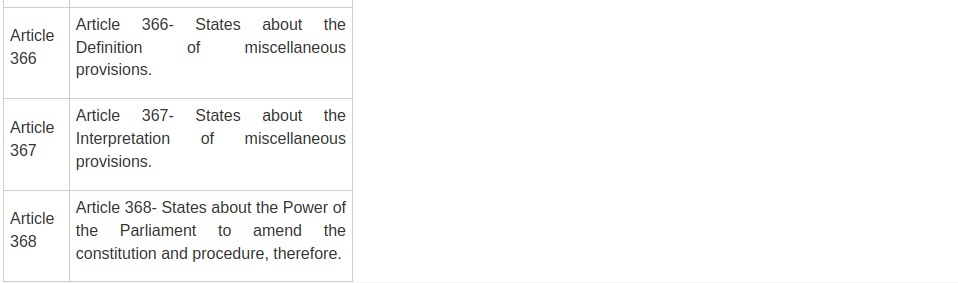 Article
366
Article 366- States about the
Definition of miscellaneous
provisions.
Article
367
Article 367- States about the
Interpretation of miscellaneous
provisions.
Article
368
Article 368- States about the Power of
the Parliament to amend the
constitution and procedure, therefore.